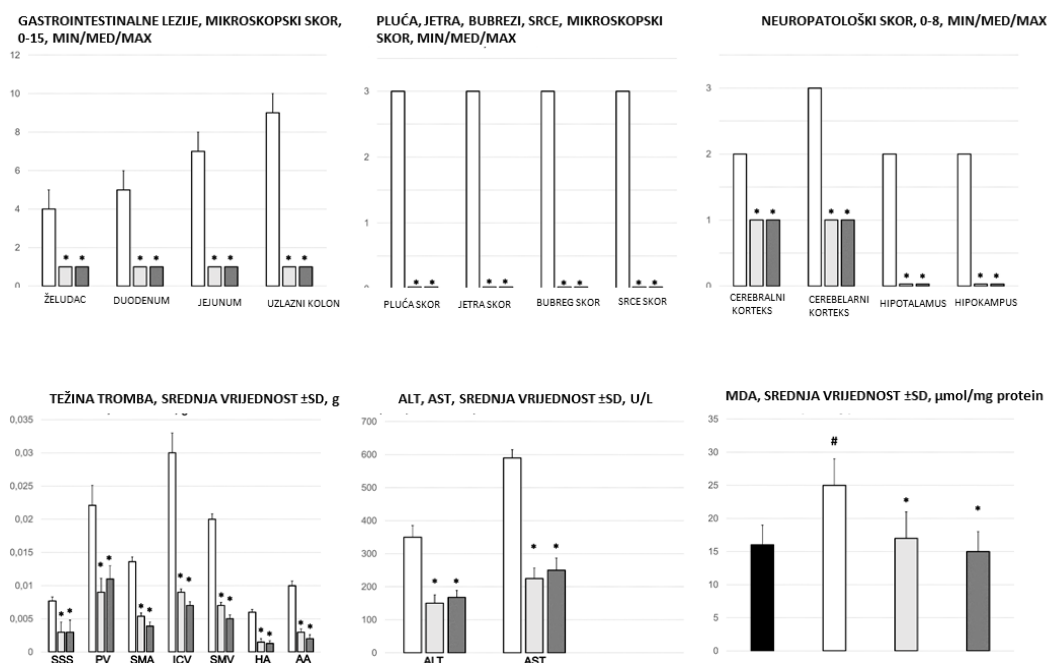 GASTROINTESTINALNE LEZIJE, MIKROSKOPSKI SKOR,
0-15, MIN/MED/MAX
12
10
8
6
4
2
0
* * * * * * * *
ŽELUDAC DUODENUM JEJUNUM UZLAZNI KOLON
PLUĆA, JETRA, BUBREZI, SRCE, MIKROSKOPSKI
SKOR, MIN/MED/MAX
3
2
1
0
* * * * * * * *
PLUĆA SKOR JETRA SKOR BUBREG SKOR SRCE SKOR
NEUROPATOLOŠKI SKOR, 0-8, MIN/MED/MAX
3
2
1
0
* * * * * * * *
CEREBRALNI CEREBELARNI HIPOTALAMUS HIPOKAMPUS
KORTEKS KORTEKS
TEŽINA TROMBA, SREDNJA VRIJEDNOST ±SD, g
0,035
0,03
0,025
0,02
0,015
0,01
0,005
0
* * * * * * * * * * * * * *
SSS PV SMA ICV SMV HA AA
ALT, AST, SREDNJA VRIJEDNOST ±SD, U/L
700
600
500
400
300
200
100
0
* * * *
ALT AST
MDA, SREDNJA VRIJEDNOST ±SD, µmol/mg protein
35
30
25
20
15
10
5
0
# * *